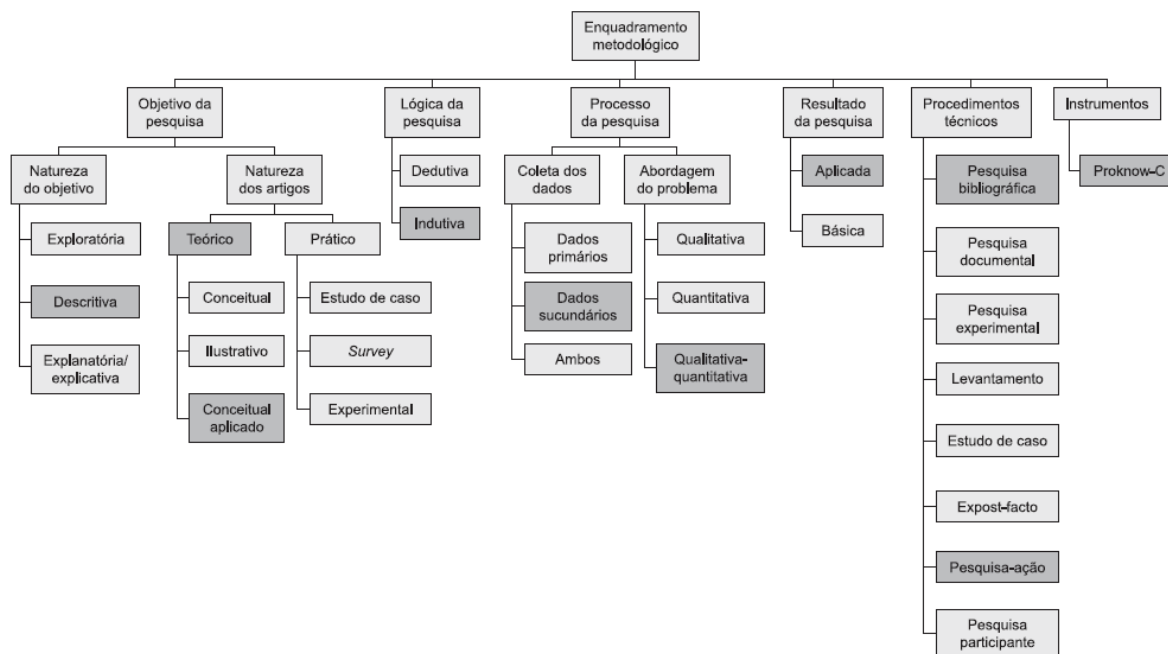 Enquadramento
metodológico
Objetivo da
pesquisa
Lógica da
pesquisa
Processo
da pesquisa
Resultado
da pesquisa
Procedimentos
técnicos
Instrumentos
Natureza
do objetivo
Natureza
dos artigos
Dedutiva
Indutiva
Coleta dos
dados
Abordagem
do problema
Aplicada
Básica
Pesquisa
bibliográfica
Proknow-C
Exploratória
Descritiva
Explanatória/
explicativa
Teórico
Prático
Conceitual
Ilustrativo
Conceitual
aplicado
Estudo de caso
Survey
Experimental
Dados
primários
Dados
sucundários
Ambos
Qualitativa
Quantitativa
Qualitativa-
quantitativa
Pesquisa
documental
Pesquisa
experimental
Levantamento
Estudo de caso
Expost-facto
Pesquisa-ação
Pesquisa
participante